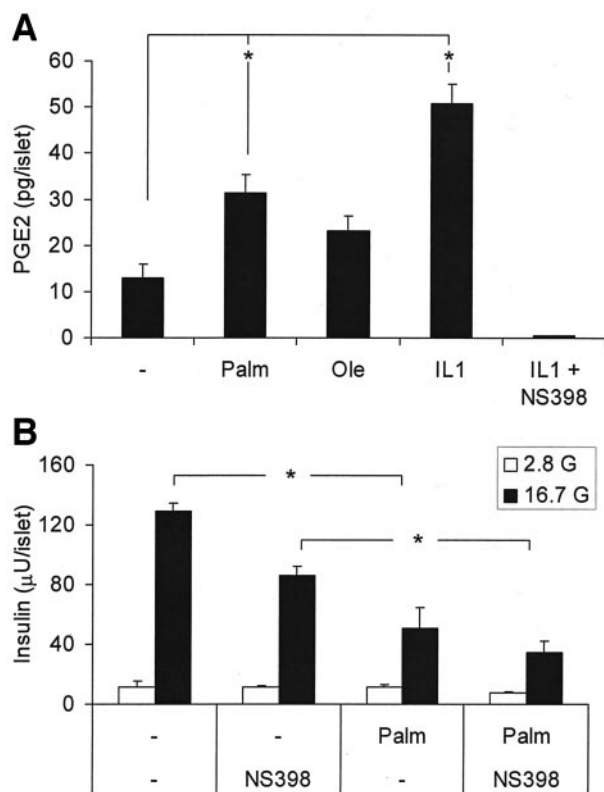 A
* *
60
50
40
30
20
10
0
PGE2 (pg/islet)
- Palm Ole IL1 IL1 +
NS398
B
160
120
80
40
0
Insulin (µU/islet)
2.8 G
16.7 G
*
*
- - Palm Palm
- NS398 - NS398